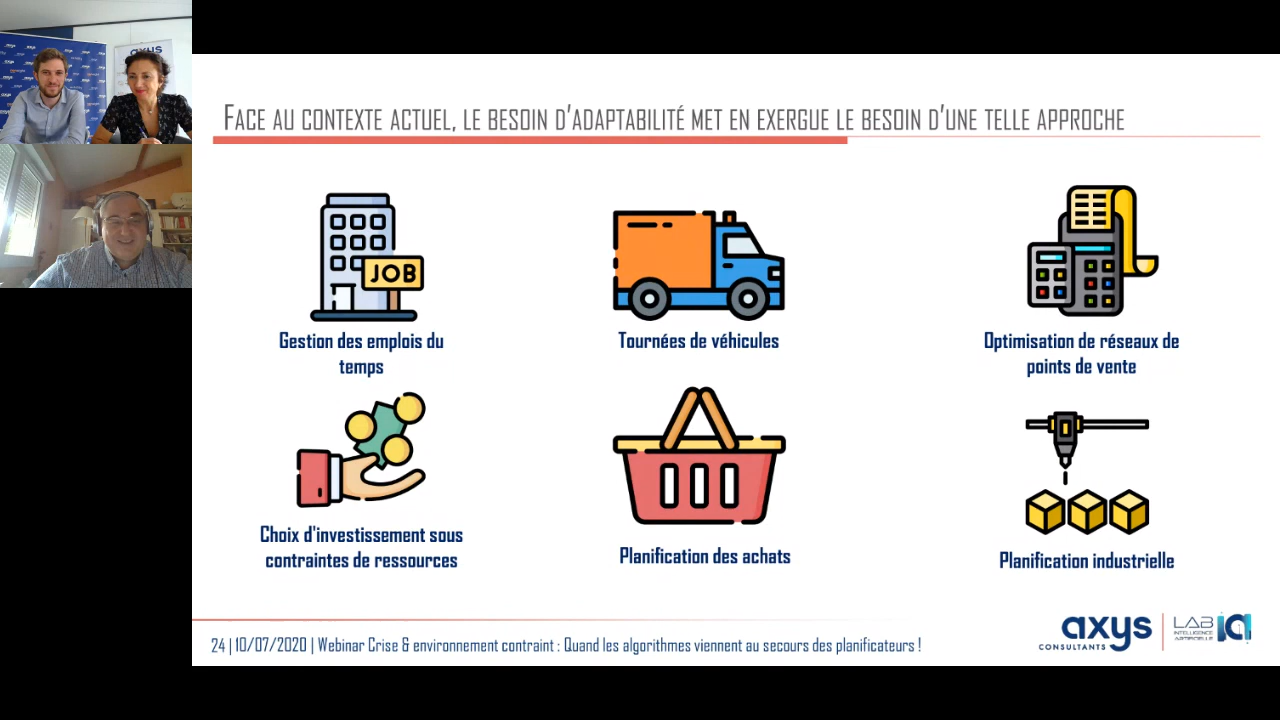 axys
FACE AU CONTEXTE ACTUEL, LE BESOIN D'ADAPTABILITÉ MET EN EXERGUE LE BESOIN D'UNE TELLE APPROCHE
JOB
Gestion des emplois du
temps
Tournées de véhicules
Optimisation de réseaux de
points de vente
Choix d'investissement sous
contraintes de ressources
Planification des achats
Planification industrielle
24 | 10/07/2020 | Webinar Crise & environnement contraint : Quand les algorithmes viennent au secours des planificateurs !
axys
CONSULTANTS
LAB
INTELLIGENCE
ARTIFICIELLE
ia